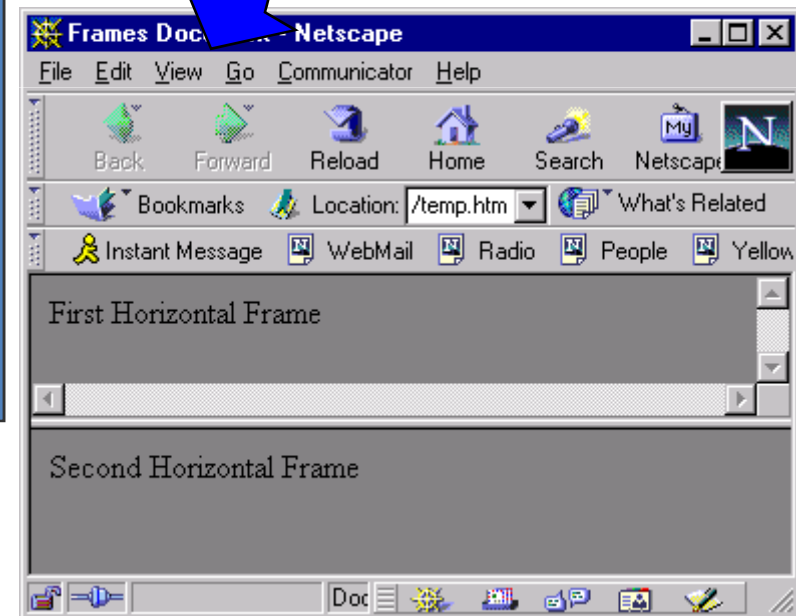 Frames Doc - Netscape
File Edit View Go Communicator Help
My N
Back Forward Reload Home Search Netscape
Bookmarks Location: /temp.htm What's Related
Instant Message WebMail Radio People Yellow
First Horizontal Frame
Second Horizontal Frame
Doc